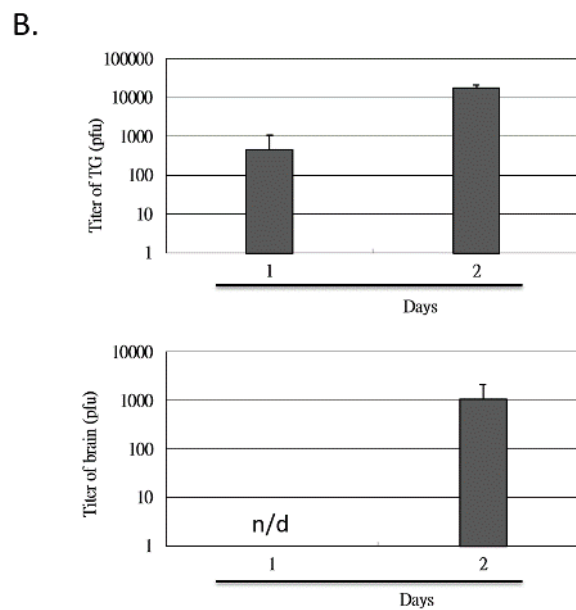 B.
100000
10000
1000
100
10
1
Titer of TG (pfu)
1 2
Days
10000
1000
100
10
1
Titer of brain (pfu)
n/d
1 2
Days